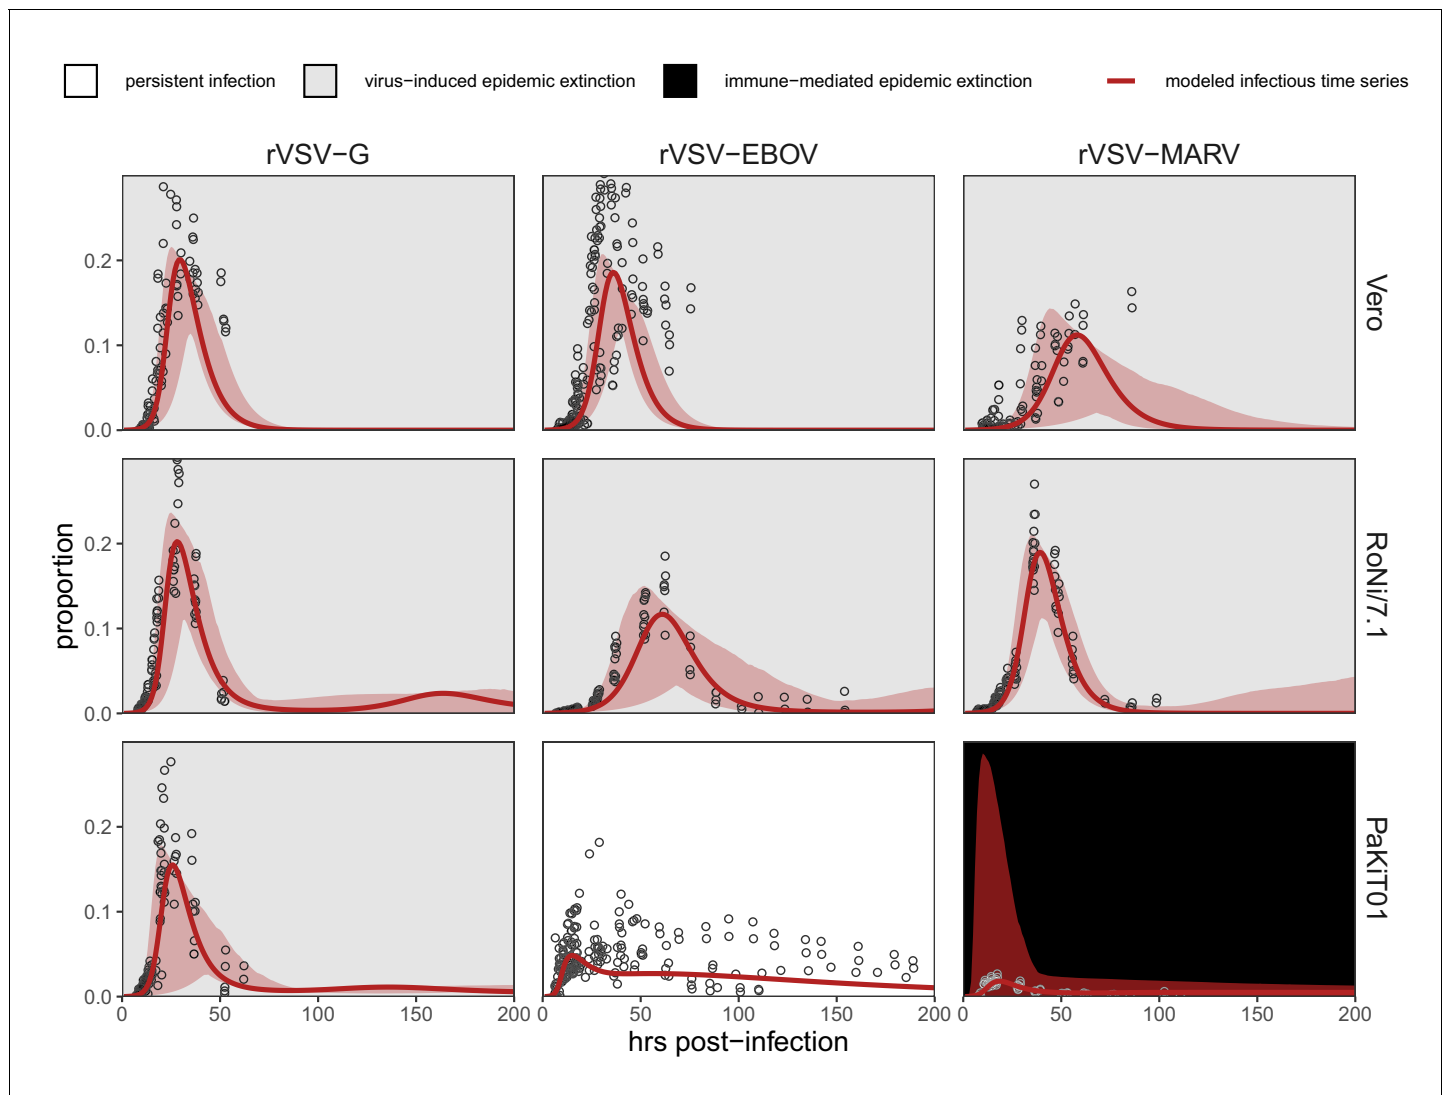 persistent infection virus−induced epidemic extinction immune−mediated epidemic extinction modeled infectious time series
rVSV−G rVSV−EBOV rVSV−MARV
0.2
0.1
0.0
Vero
proportion
0.2
0.1
0.0
RoNi/7.1
0.2
0.1
0.0
PaKiT01
0 50 100 150 200 0 50 100 150 200 0 50 100 150 200
hrs post−infection